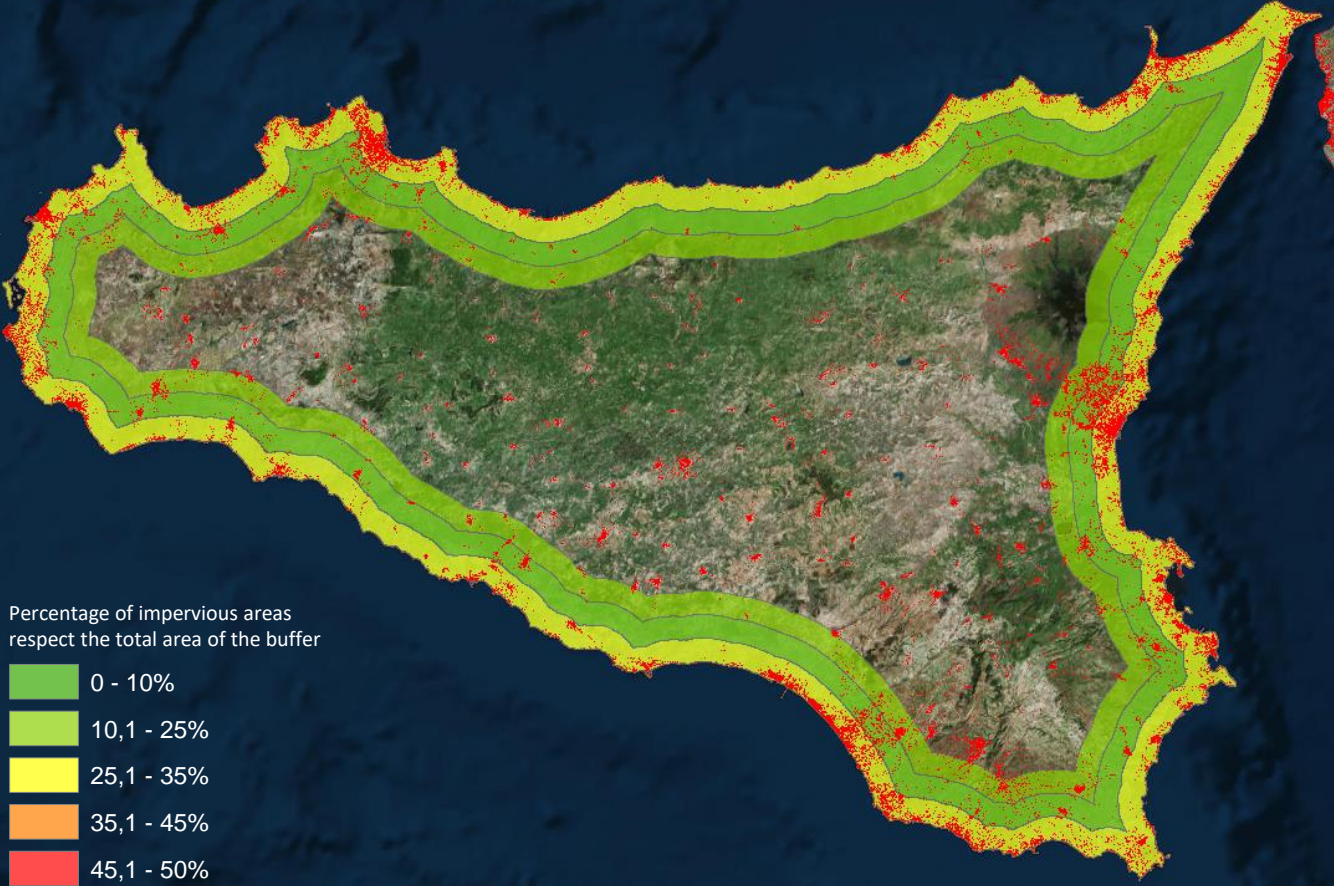 Percentage of impervious areas
respect the total area of the buffer
0 - 10%
10,1 - 25%
25,1 - 35%
35,1 - 45%
45,1 - 50%